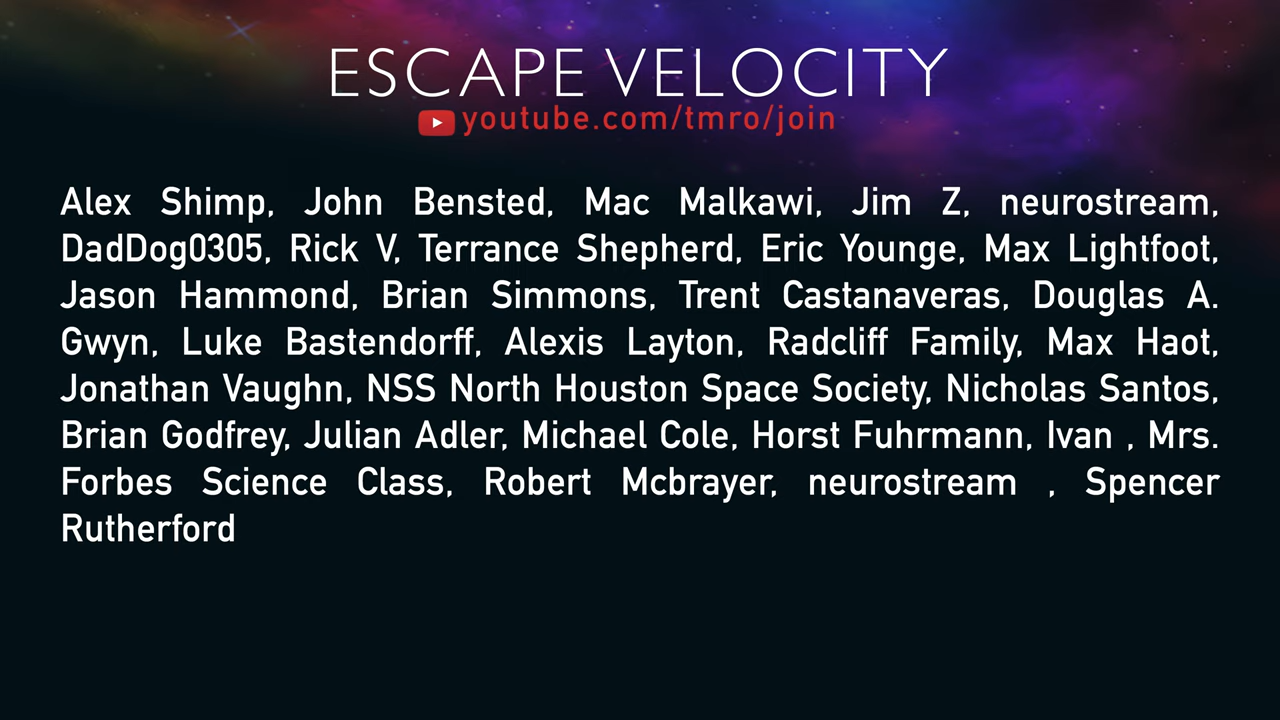 ESCAPE VELOCITY
youtube.com/tmro/join
Alex Shimp, John Bensted, Mac Malkawi, Jim Z, neurostream,
DadDog0305, Rick V, Terrance Shepherd, Eric Younge, Max Lightfoot,
Jason Hammond, Brian Simmons, Trent Castanaveras, Douglas A.
Gwyn, Luke Bastendorff, Alexis Layton, Radcliff Family, Max Haot,
Jonathan Vaughn, NSS North Houston Space Society, Nicholas Santos,
Brian Godfrey, Julian Adler, Michael Cole, Horst Fuhrmann, Ivan , Mrs.
Forbes Science Class, Robert Mcbrayer, neurostream , Spencer
Rutherford